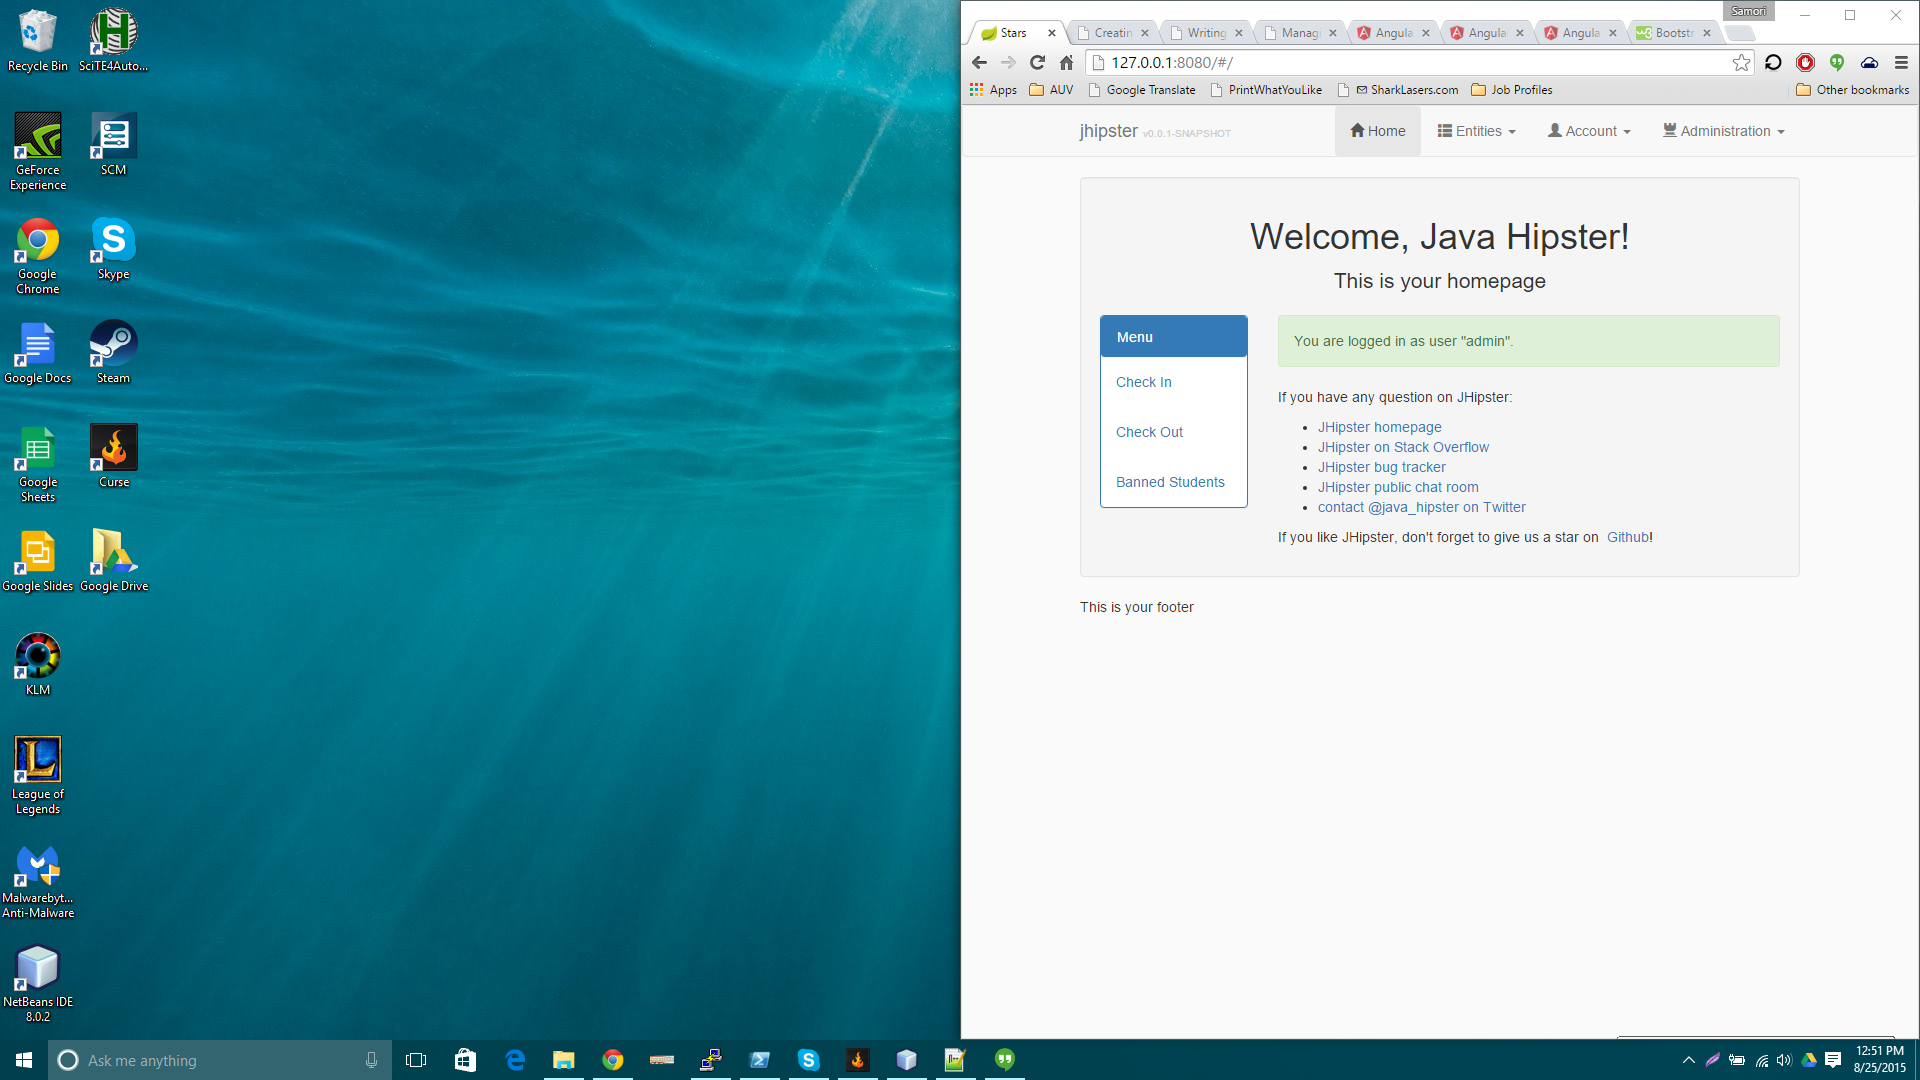 Recycle Bin
SciTE4Auto...
GeForce
Experience
SCM
Google
Chrome
Skype
Google Docs
Steam
Google
Sheets
Curse
Google Slides
Google Drive
KLM
League of
Legends
Malwarebyt...
Anti-Malware
NetBeans IDE
8.0.2
Samori
Stars
Creatin
Writing
Managi
Angula
Angula
Angula
Bootstr
127.0.0.1:8080/#/
Apps
AUV
Google Translate
PrintWhatYouLike
SharkLasers.com
Job Profiles
Other bookmarks
jhipster v0.0.1-SNAPSHOT
Home
Entities
Account
Administration
Welcome, Java Hipster!
This is your homepage
Menu
Check In
Check Out
Banned Students
You are logged in as user "admin".
If you have any question on JHipster:
JHipster homepage
JHipster on Stack Overflow
JHipster bug tracker
JHipster public chat room
contact @java_hipster on Twitter
If you like JHipster, don't forget to give us a star on Github!
This is your footer
Ask me anything
12:51 PM
8/25/2015